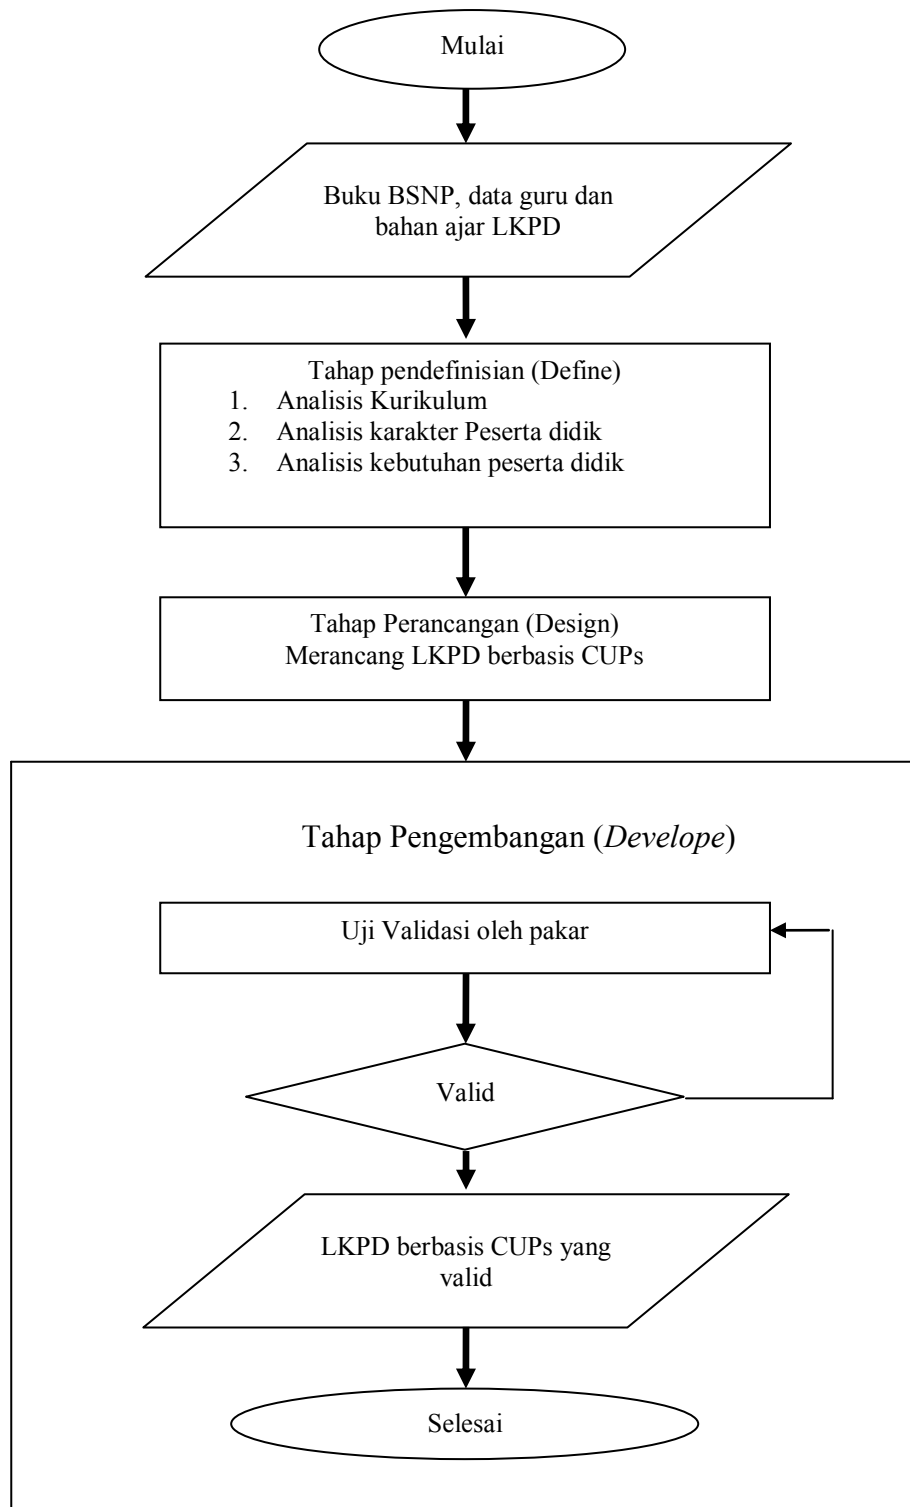 Mulai
Buku BSNP, data guru dan
bahan ajar LKPD
Tahap pendefinisian (Define)
1. Analisis Kurikulum
2. Analisis karakter Peserta didik
3. Analisis kebutuhan peserta didik
Tahap Perancangan (Design)
Merancang LKPD berbasis CUPs
Tahap Pengembangan (Develope)
Uji Validasi oleh pakar
Valid
LKPD berbasis CUPs yang
valid
Selesai